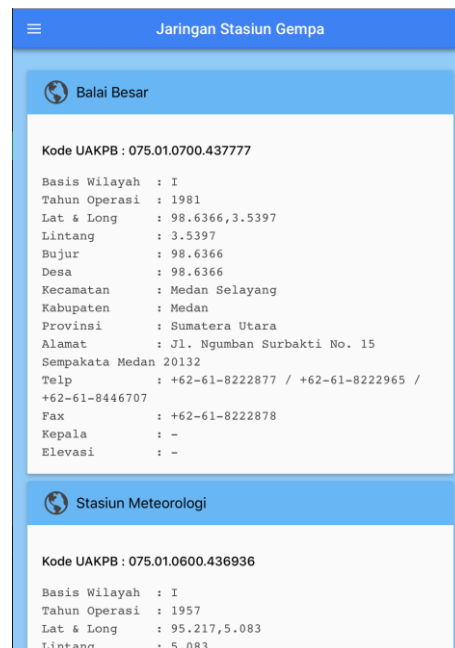 Jaringan Stasiun Gempa
Balai Besar
Kode UAKPB : 075.01.0700.437777
Basis Wilayah : I
Tahun Operasi : 1981
Lat & Long : 98.6366,3.5397
Lintang : 3.5397
Bujur : 98.6366
Desa : 98.6366
Kecamatan : Medan Selayang
Kabupaten : Medan
Provinsi : Sumatera Utara
Alamat : Jl. Ngumban Surbakti No. 15
Sempakata Medan 20132
Telp : +62-61-8222877 / +62-61-8222965 /
+62-61-8446707
Fax : +62-61-8222878
Kepala : -
Elevasi : -
Stasiun Meteorologi
Kode UAKPB : 075.01.0600.436936
Basis Wilayah : I
Tahun Operasi : 1957
Lat & Long : 95.217,5.083
Lintang : 5.083